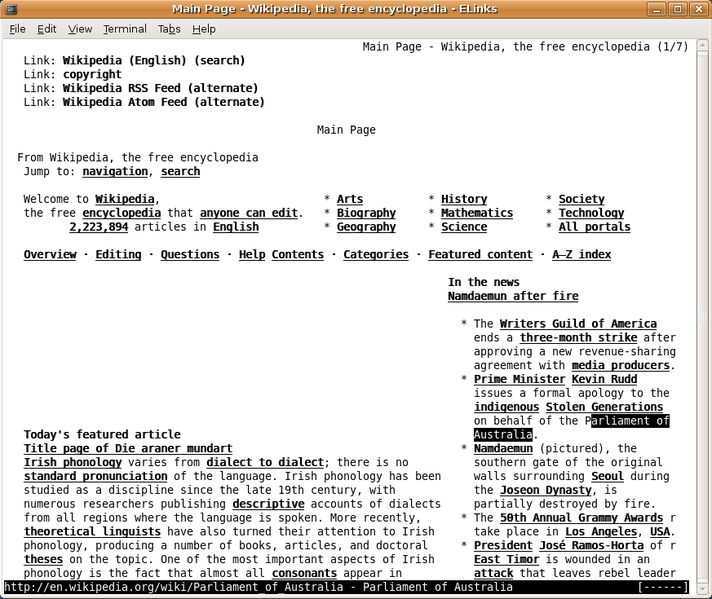 Main Page - Wikipedia, the free encyclopedia - ELinks
File Edit View Terminal Tabs Help
Main Page - Wikipedia, the free encyclopedia (1/7)
Link: Wikipedia (English) (search)
Link: copyright
Link: Wikipedia RSS Feed (alternate)
Link: Wikipedia Atom Feed (alternate)
Main Page
From Wikipedia, the free encyclopedia
Jump to: navigation, search
Welcome to Wikipedia, * Arts * History * Society
the free encyclopedia that anyone can edit. * Biography * Mathematics * Technology
2,223,894 articles in English * Geography * Science * All portals
Overview · Editing · Questions · Help Contents · Categories · Featured content · A–Z index
In the news
Namdaemun after fire
* The Writers Guild of America
ends a three-month strike after
approving a new revenue-sharing
agreement with media producers.
* Prime Minister Kevin Rudd
issues a formal apology to the
indigenous Stolen Generations
on behalf of the Parliament of
Australia.
* Namdaemun (pictured), the
southern gate of the original
walls surrounding Seoul during
the Joseon Dynasty, is
partially destroyed by fire.
* The 50th Annual Grammy Awards r
take place in Los Angeles, USA.
* President José Ramos-Horta of r
East Timor is wounded in an
attack that leaves rebel leader
Today's featured article
Title page of Die araner mundart
Irish phonology varies from dialect to dialect; there is no
standard pronunciation of the language. Irish phonology has been
studied as a discipline since the late 19th century, with
numerous researchers publishing descriptive accounts of dialects
from all regions where the language is spoken. More recently,
theoretical linguists have also turned their attention to Irish
phonology, producing a number of books, articles, and doctoral
theses on the topic. One of the most important aspects of Irish
phonology is the fact that almost all consonants appear in
http://en.wikipedia.org/wiki/Parliament_of_Australia - Parliament of Australia [------]